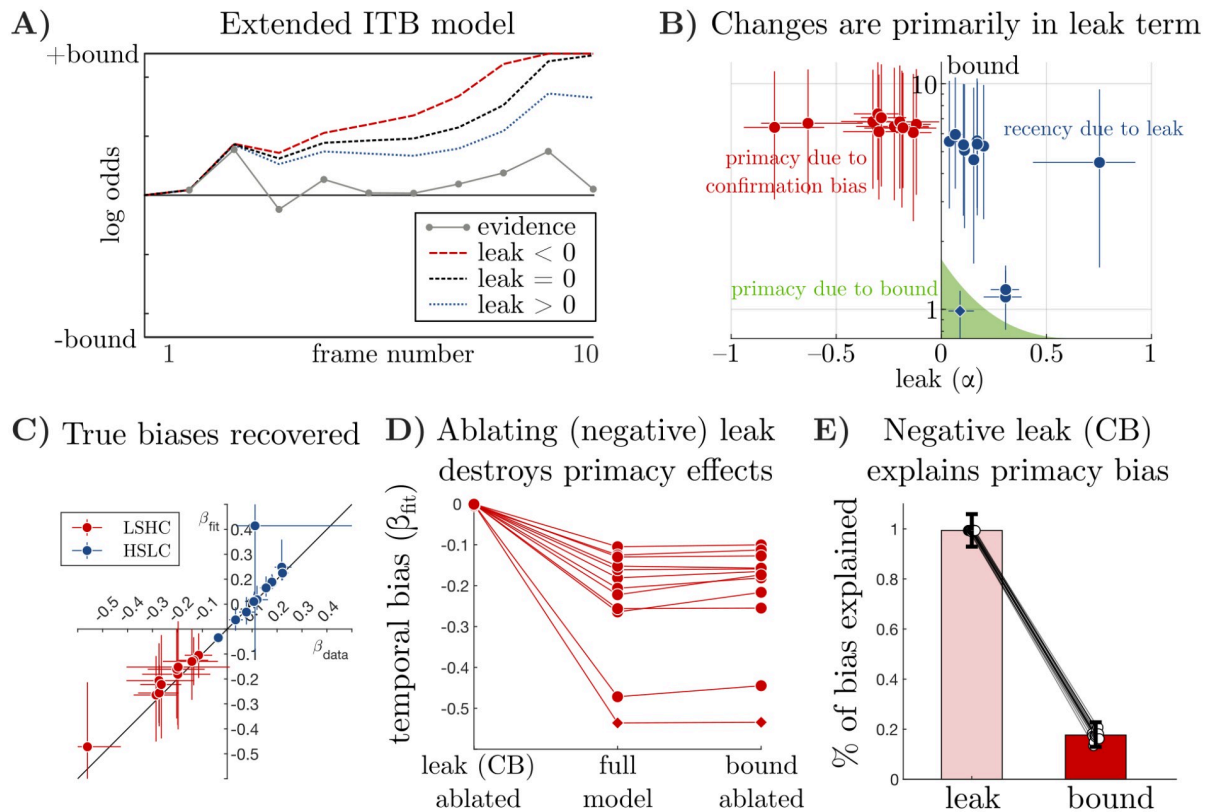 A) Extended ITB model
+bound
log odds
-bound
1
frame number
10
evidence
leak < 0
leak = 0
leak > 0
B) Changes are primarily in leak term
bound
10
1
primacy due to
confirmation bias
recency due to leak
primacy due to bound
−1
−0.5
0
0.5
1
leak (α)
C) True biases recovered
LSHC
HSLC
βfit
0.4
0.3
0.2
0.1
0
-0.1
-0.2
-0.3
-0.4
-0.5
-0.5
-0.4
-0.3
-0.2
-0.1
0
0.1
0.2
0.4
βdata
D) Ablating (negative) leak
destroys primacy effects
temporal bias (βfit)
0
-0.1
-0.2
-0.3
-0.4
-0.5
leak (CB)
ablated
full
model
bound
ablated
E) Negative leak (CB)
explains primacy bias
% of bias explained
1
0.8
0.6
0.4
0.2
0
leak
bound